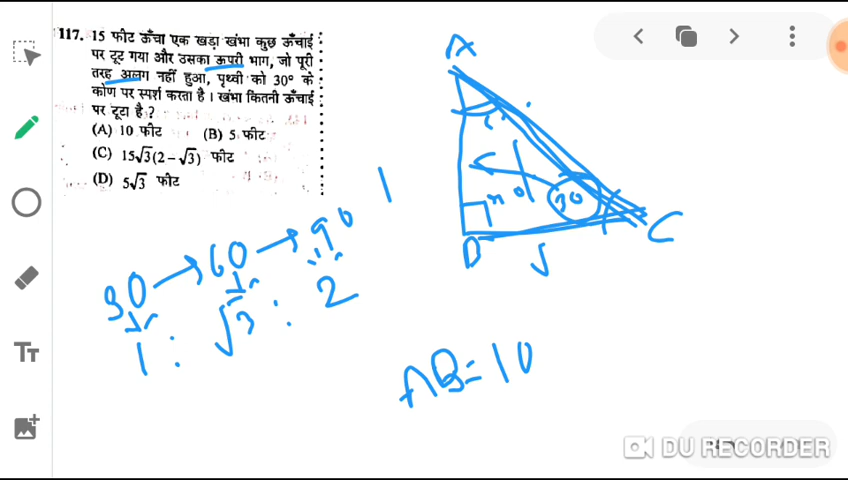 117. 15 फीट ऊँचा एक खड़ा खंभा कुछ ऊँचाई
पर टूट गया और उसका ऊपरी भाग, जो पूरी
तरह अलग नहीं हुआ, पृथ्वी को 30° के
कोण पर स्पर्श करता है। खंभा कितनी ऊँचाई
पर टूटा है?
(A) 10 फीट (B) 5 फीट
(C) 15√3(2-√3) फीट
(D) 5√3 फीट
A
30
B
C
30 → 60 → 90
1 : √3 : 2
AB = 10
Tт
DU RECORDER